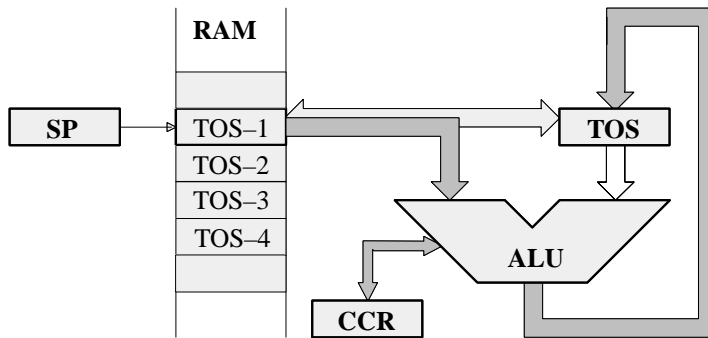 RAM
SP
TOS–1
TOS
TOS–2
TOS–3
TOS–4
ALU
CCR